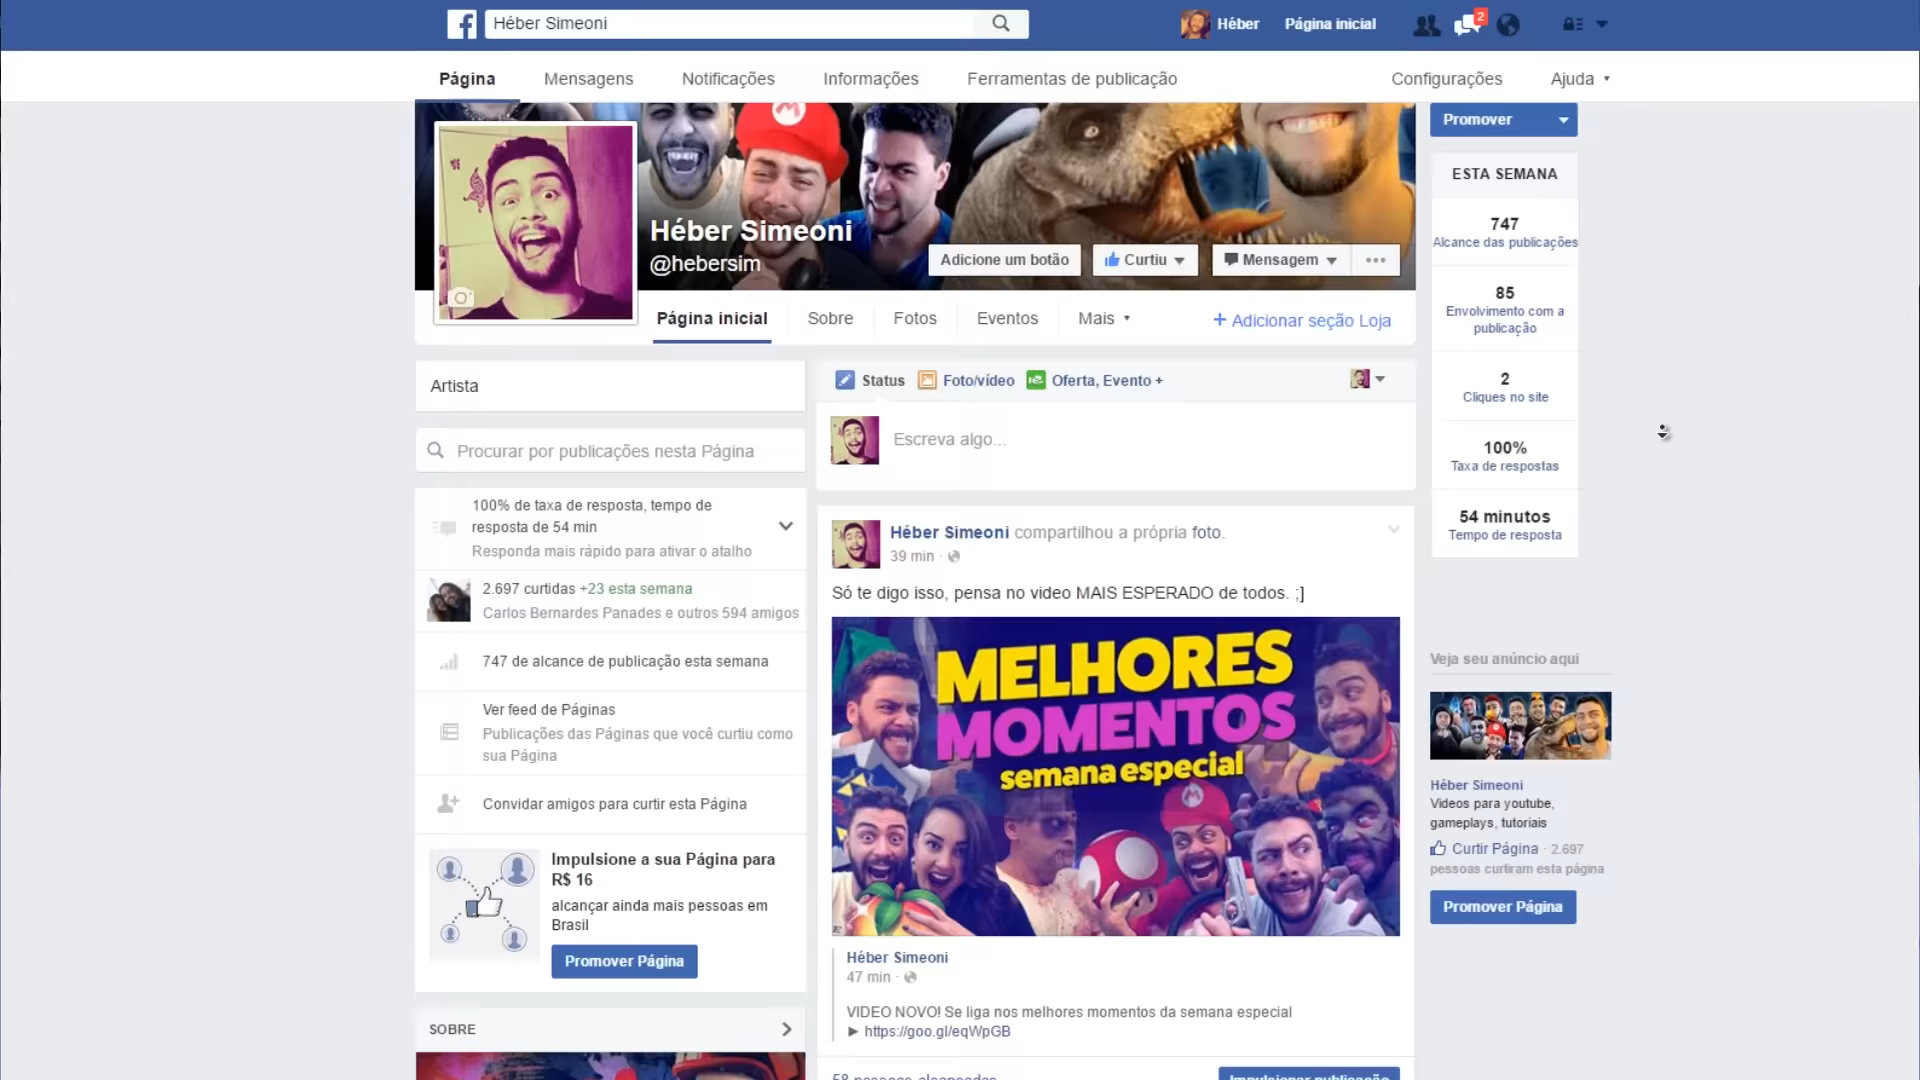 Héber Simeoni
Héber
Página inicial
2
Página
Mensagens
Notificações
Informações
Ferramentas de publicação
Configurações
Ajuda
Héber Simeoni
@hebersim
Adicione um botão
Curtiu
Mensagem
Promover
Página inicial
Sobre
Fotos
Eventos
Mais
+ Adicionar seção Loja
Artista
Procurar por publicações nesta Página
100% de taxa de resposta, tempo de
resposta de 54 min
Responda mais rápido para ativar o atalho
2.697 curtidas +23 esta semana
Carlos Bernardes Panades e outros 594 amigos
747 de alcance de publicação esta semana
Ver feed de Páginas
Publicações das Páginas que você curtiu como
sua Página
Convidar amigos para curtir esta Página
Impulsione a sua Página para
R$ 16
alcançar ainda mais pessoas em
Brasil
Promover Página
SOBRE
Status
Foto/vídeo
Oferta, Evento +
Escreva algo...
Héber Simeoni compartilhou a própria foto.
39 min ·
Só te digo isso, pensa no video MAIS ESPERADO de todos. ;]
MELHORES
MOMENTOS
semana especial
Héber Simeoni
47 min ·
VIDEO NOVO! Se liga nos melhores momentos da semana especial
► https://goo.gl/eqWpGB
58 pessoas alcançadas
Impulsionar publicação
ESTA SEMANA
747
Alcance das publicações
85
Envolvimento com a
publicação
2
Cliques no site
100%
Taxa de respostas
54 minutos
Tempo de resposta
Veja seu anúncio aqui
Héber Simeoni
Videos para youtube,
gameplays, tutoriais
Curtir Página · 2.697
pessoas curtiram esta página
Promover Página